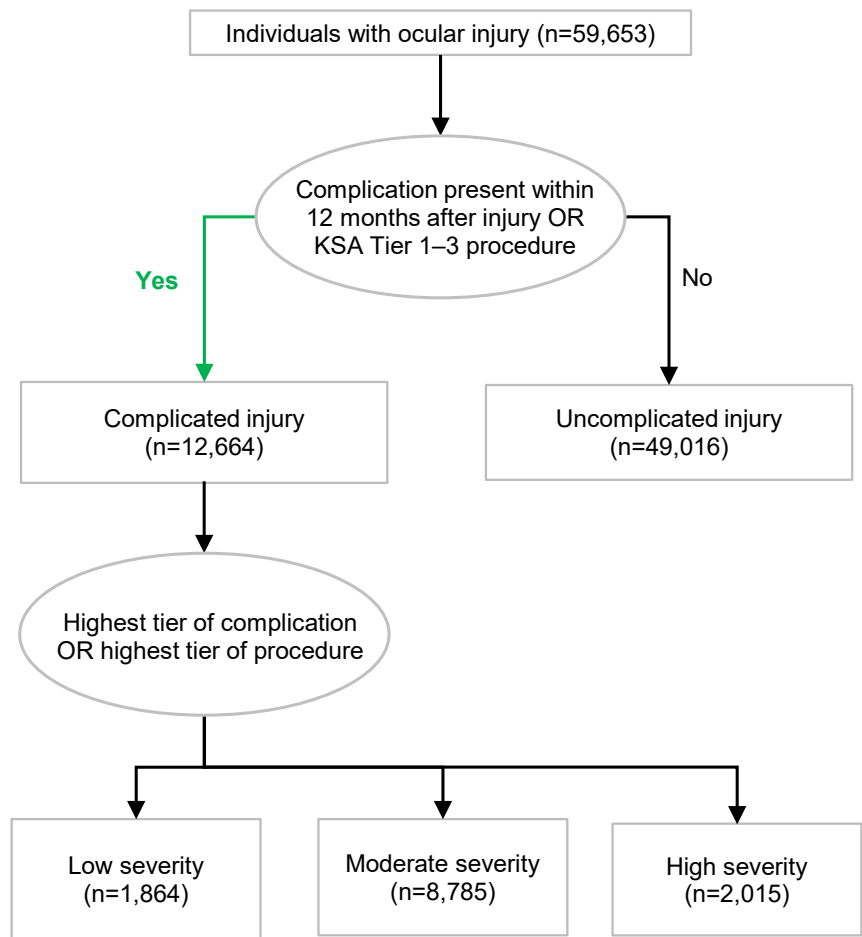 Individuals with ocular injury (n=59,653)
Complication present within
12 months after injury OR
KSA Tier 1–3 procedure
Yes
No
Complicated injury
(n=12,664)
Uncomplicated injury
(n=49,016)
Highest tier of complication
OR highest tier of procedure
Low severity
(n=1,864)
Moderate severity
(n=8,785)
High severity
(n=2,015)